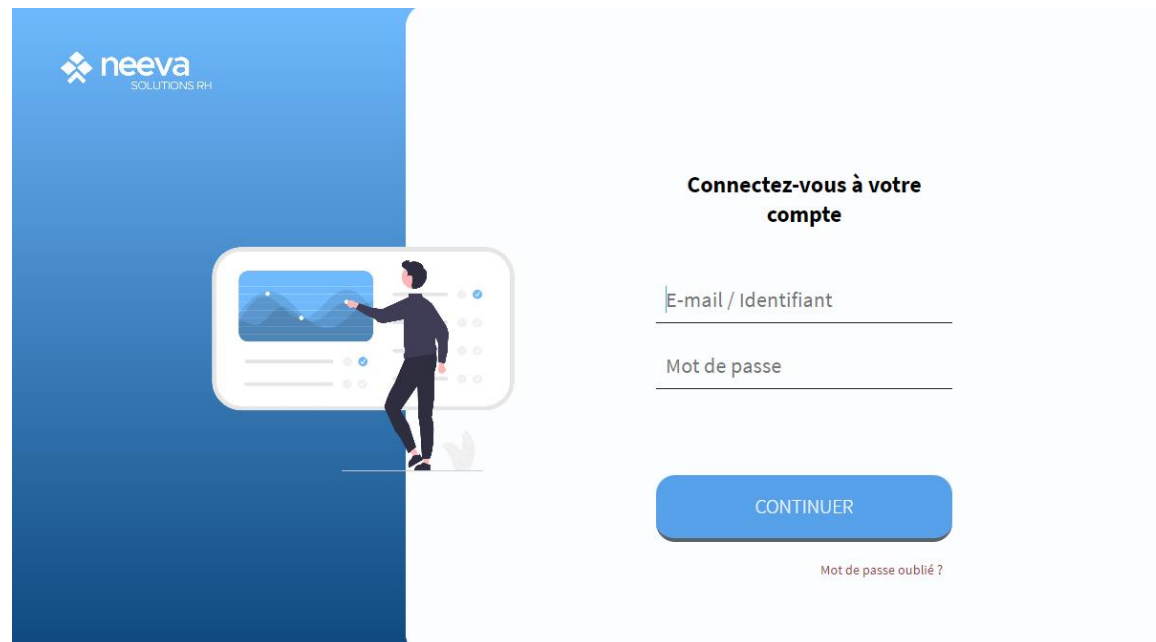 neeva
SOLUTIONS RH
Connectez-vous à votre
compte
E-mail / Identifiant
Mot de passe
CONTINUER
Mot de passe oublié ?